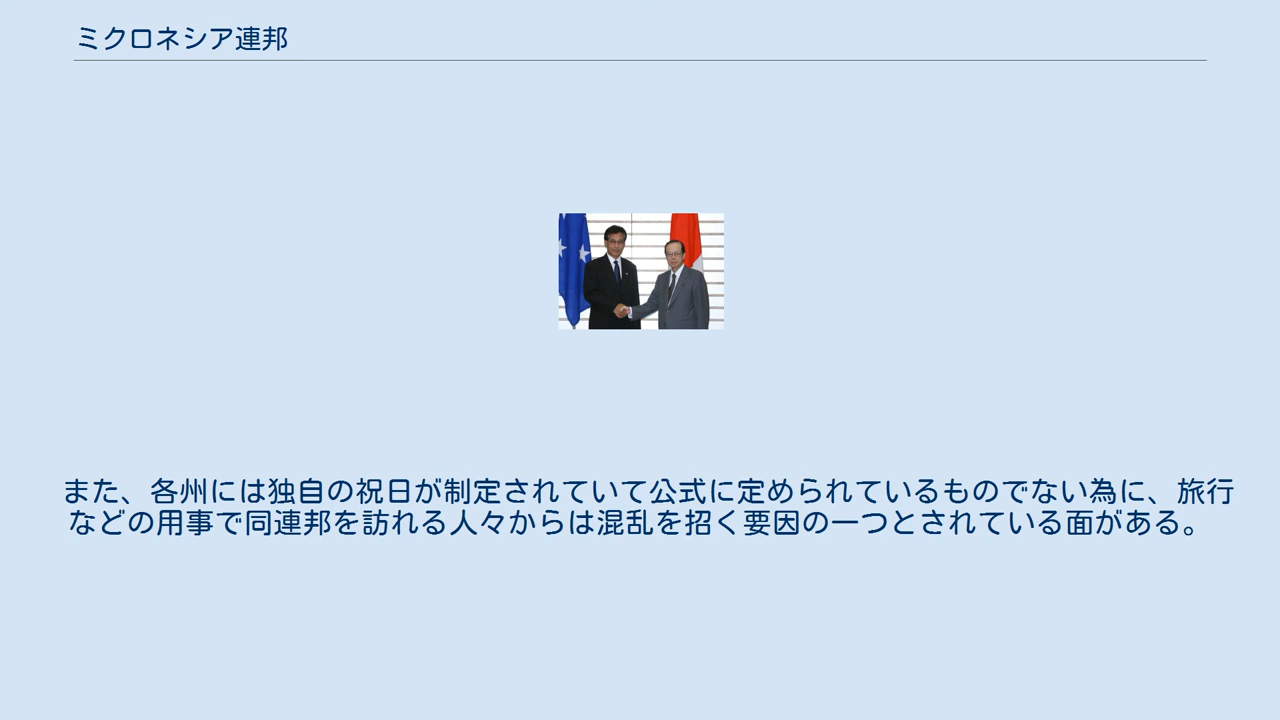 ミクロネシア連邦
また、各州には独自の祝日が制定されていて公式に定められているものでない為に、旅行
などの用事で同連邦を訪れる人々からは混乱を招く要因の一つとされている面がある。